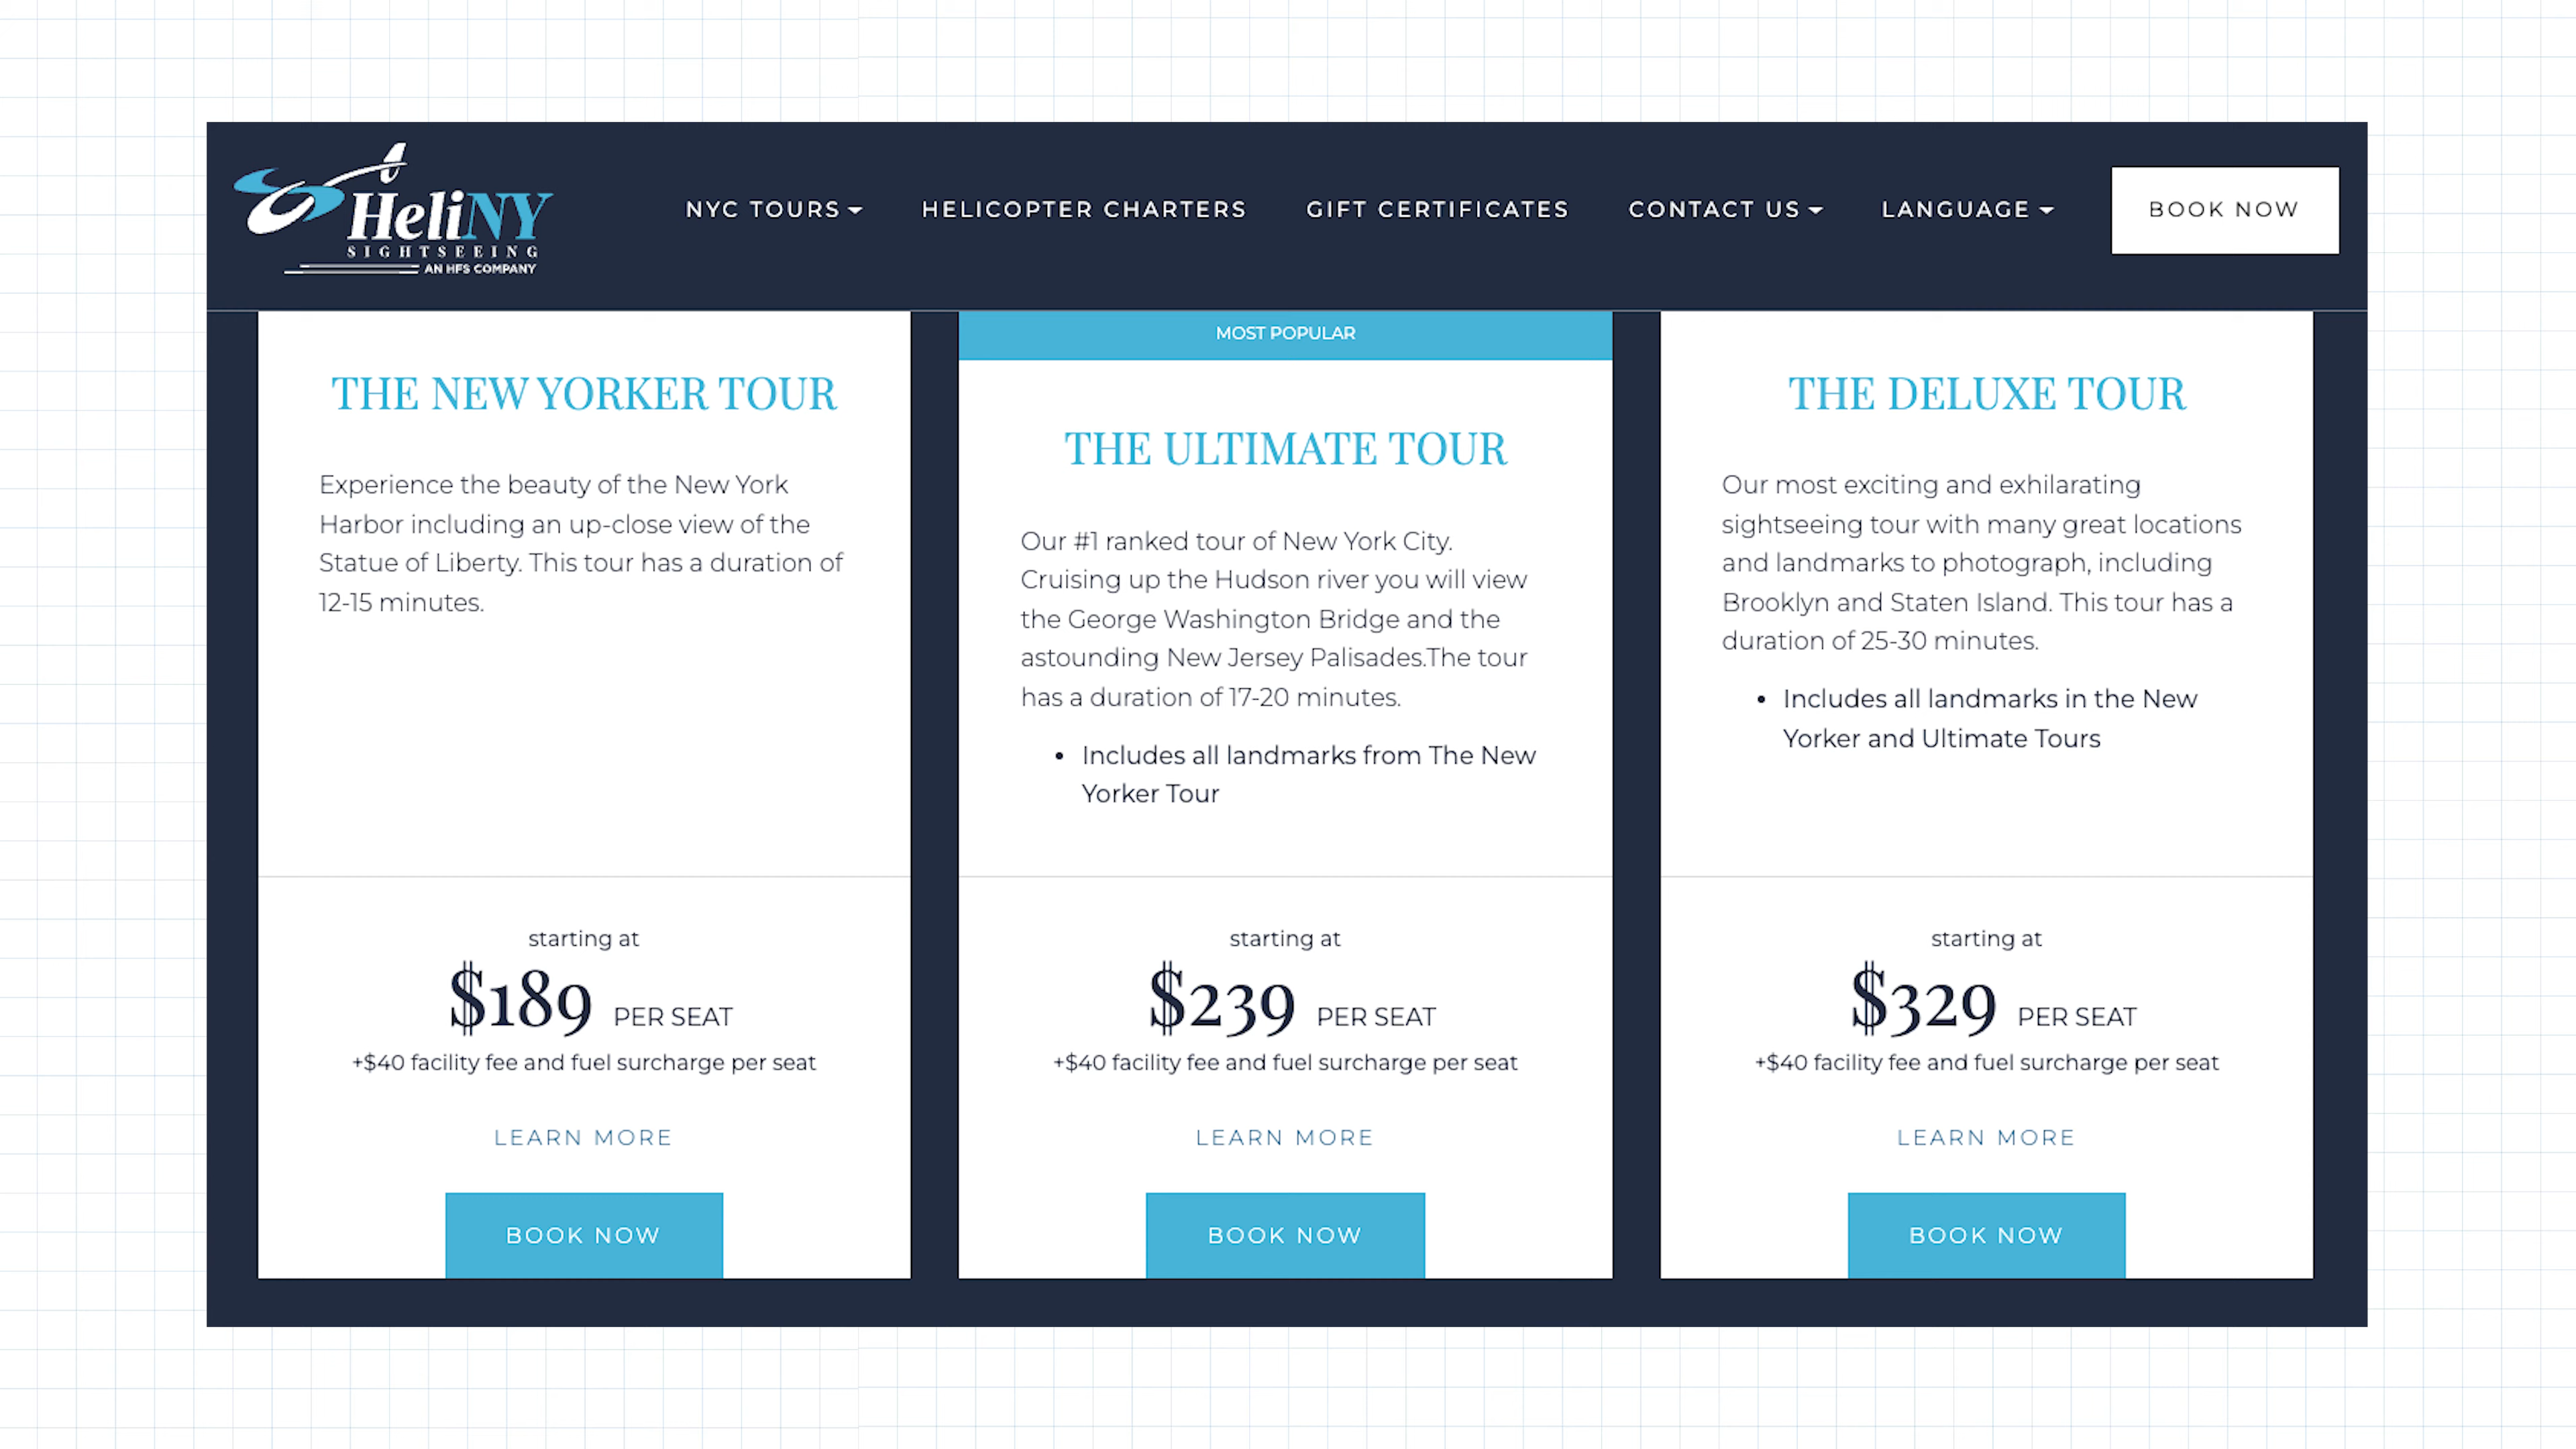 HeliNY
SIGHTSEEING
AN HFS COMPANY
NYC TOURS
HELICOPTER CHARTERS
GIFT CERTIFICATES
CONTACT US
LANGUAGE
BOOK NOW
THE NEW YORKER TOUR
Experience the beauty of the New York
Harbor including an up-close view of the
Statue of Liberty. This tour has a duration of
12-15 minutes.
starting at
$189 PER SEAT
+$40 facility fee and fuel surcharge per seat
LEARN MORE
BOOK NOW
MOST POPULAR
THE ULTIMATE TOUR
Our #1 ranked tour of New York City.
Cruising up the Hudson river you will view
the George Washington Bridge and the
astounding New Jersey Palisades.The tour
has a duration of 17-20 minutes.
• Includes all landmarks from The New
Yorker Tour
starting at
$239 PER SEAT
+$40 facility fee and fuel surcharge per seat
LEARN MORE
BOOK NOW
THE DELUXE TOUR
Our most exciting and exhilarating
sightseeing tour with many great locations
and landmarks to photograph, including
Brooklyn and Staten Island. This tour has a
duration of 25-30 minutes.
• Includes all landmarks in the New
Yorker and Ultimate Tours
starting at
$329 PER SEAT
+$40 facility fee and fuel surcharge per seat
LEARN MORE
BOOK NOW